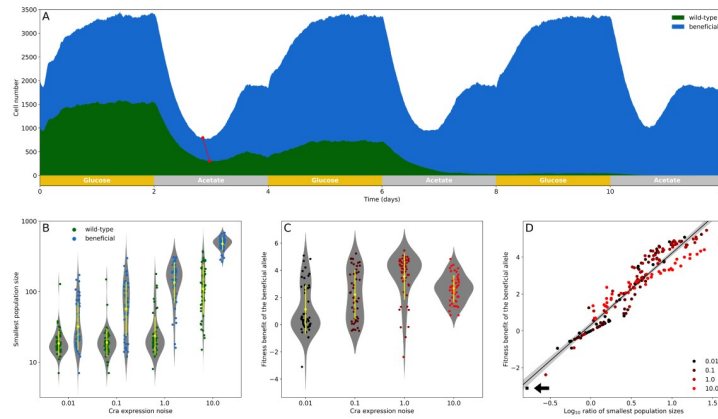 A
wild-type
beneficial
3500
3000
2500
2000
1500
1000
500
0
Cell number
Glucose
Acetate
Glucose
Acetate
Glucose
Acetate
0
2
4
6
8
10
Time (days)
B
wild-type
beneficial
1000
100
10
Smallest population size
0.01
0.1
1.0
10.0
Cra expression noise
C
6
4
2
0
−2
−4
Fitness benefit of the beneficial allele
0.01
0.1
1.0
10.0
Cra expression noise
D
4
2
0
−2
Fitness benefit of the beneficial allele
0.01
0.1
1.0
10.0
−0.5
0.0
0.5
1.0
1.5
Log₁₀ ratio of smallest population sizes